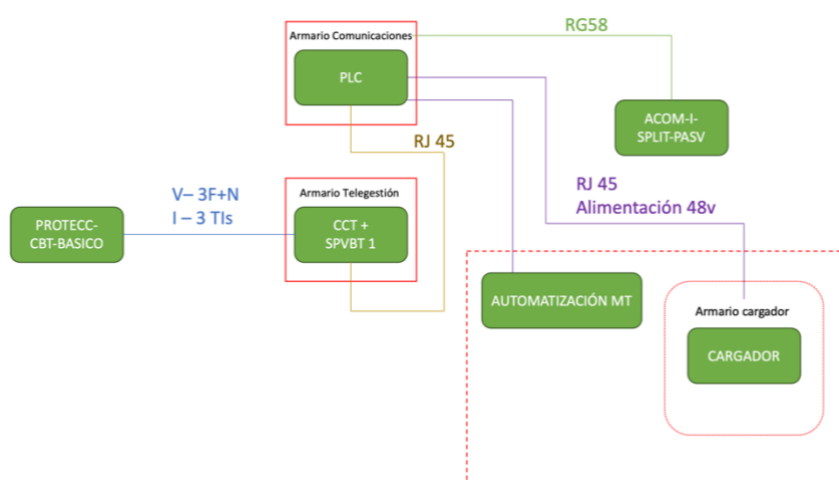 RG58
Armario Comunicaciones
PLC
ACOM-I-
SPLIT-PASV
RJ 45
V– 3F+N
I – 3 TIs
Armario Telegestión
RJ 45
Alimentación 48v
PROTECC-
CBT-BASICO
CCT +
SPVBT 1
AUTOMATIZACIÓN MT
Armario cargador
CARGADOR